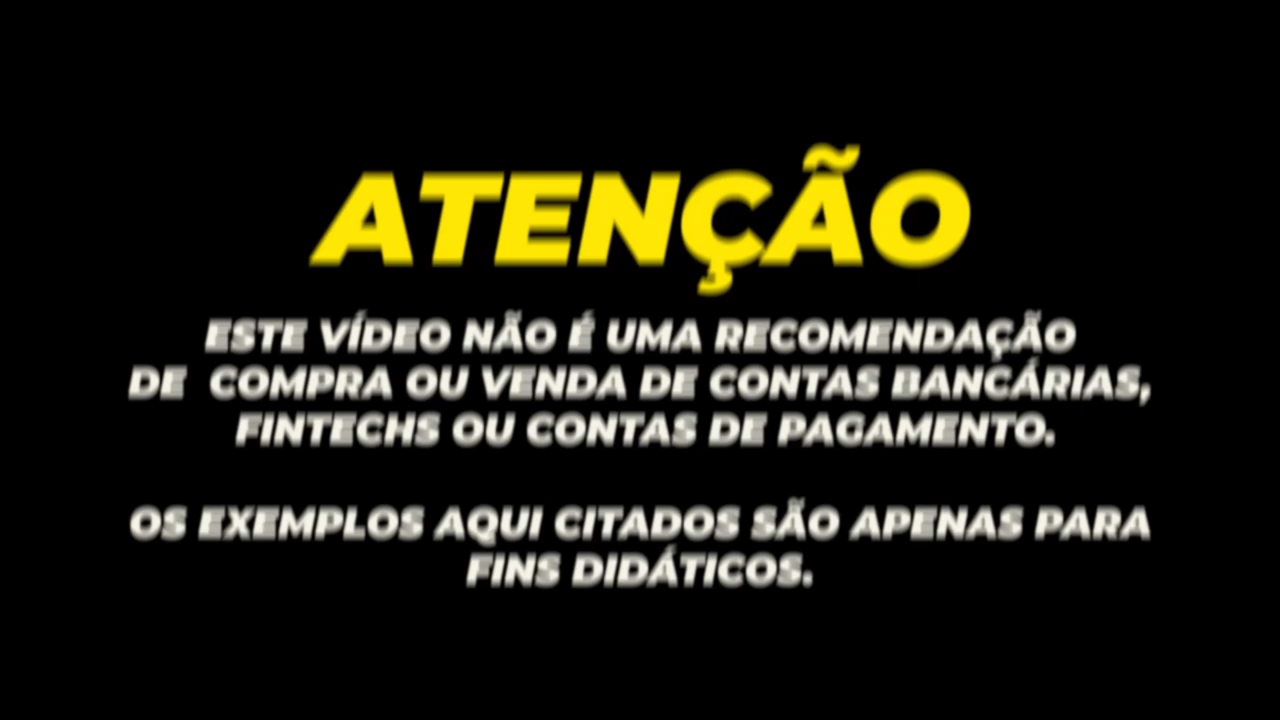 ATENÇÃO
ESTE VÍDEO NÃO É UMA RECOMENDAÇÃO
DE COMPRA OU VENDA DE CONTAS BANCÁRIAS,
FINTECHS OU CONTAS DE PAGAMENTO.
OS EXEMPLOS AQUI CITADOS SÃO APENAS PARA
FINS DIDÁTICOS.